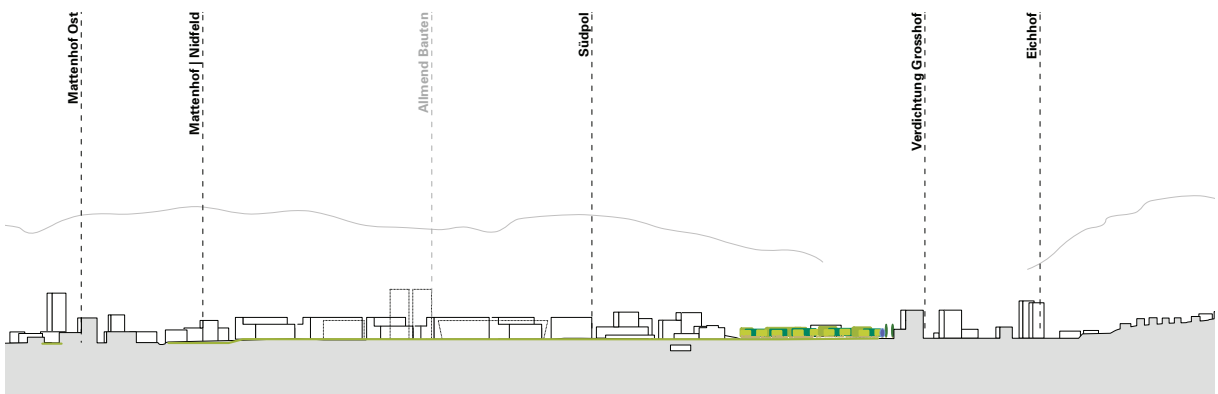 Mattenhof Ost
Mattenhof | Nidfeld
Allmend Bauten
Südpol
Verdichtung Grosshof
Eichhof